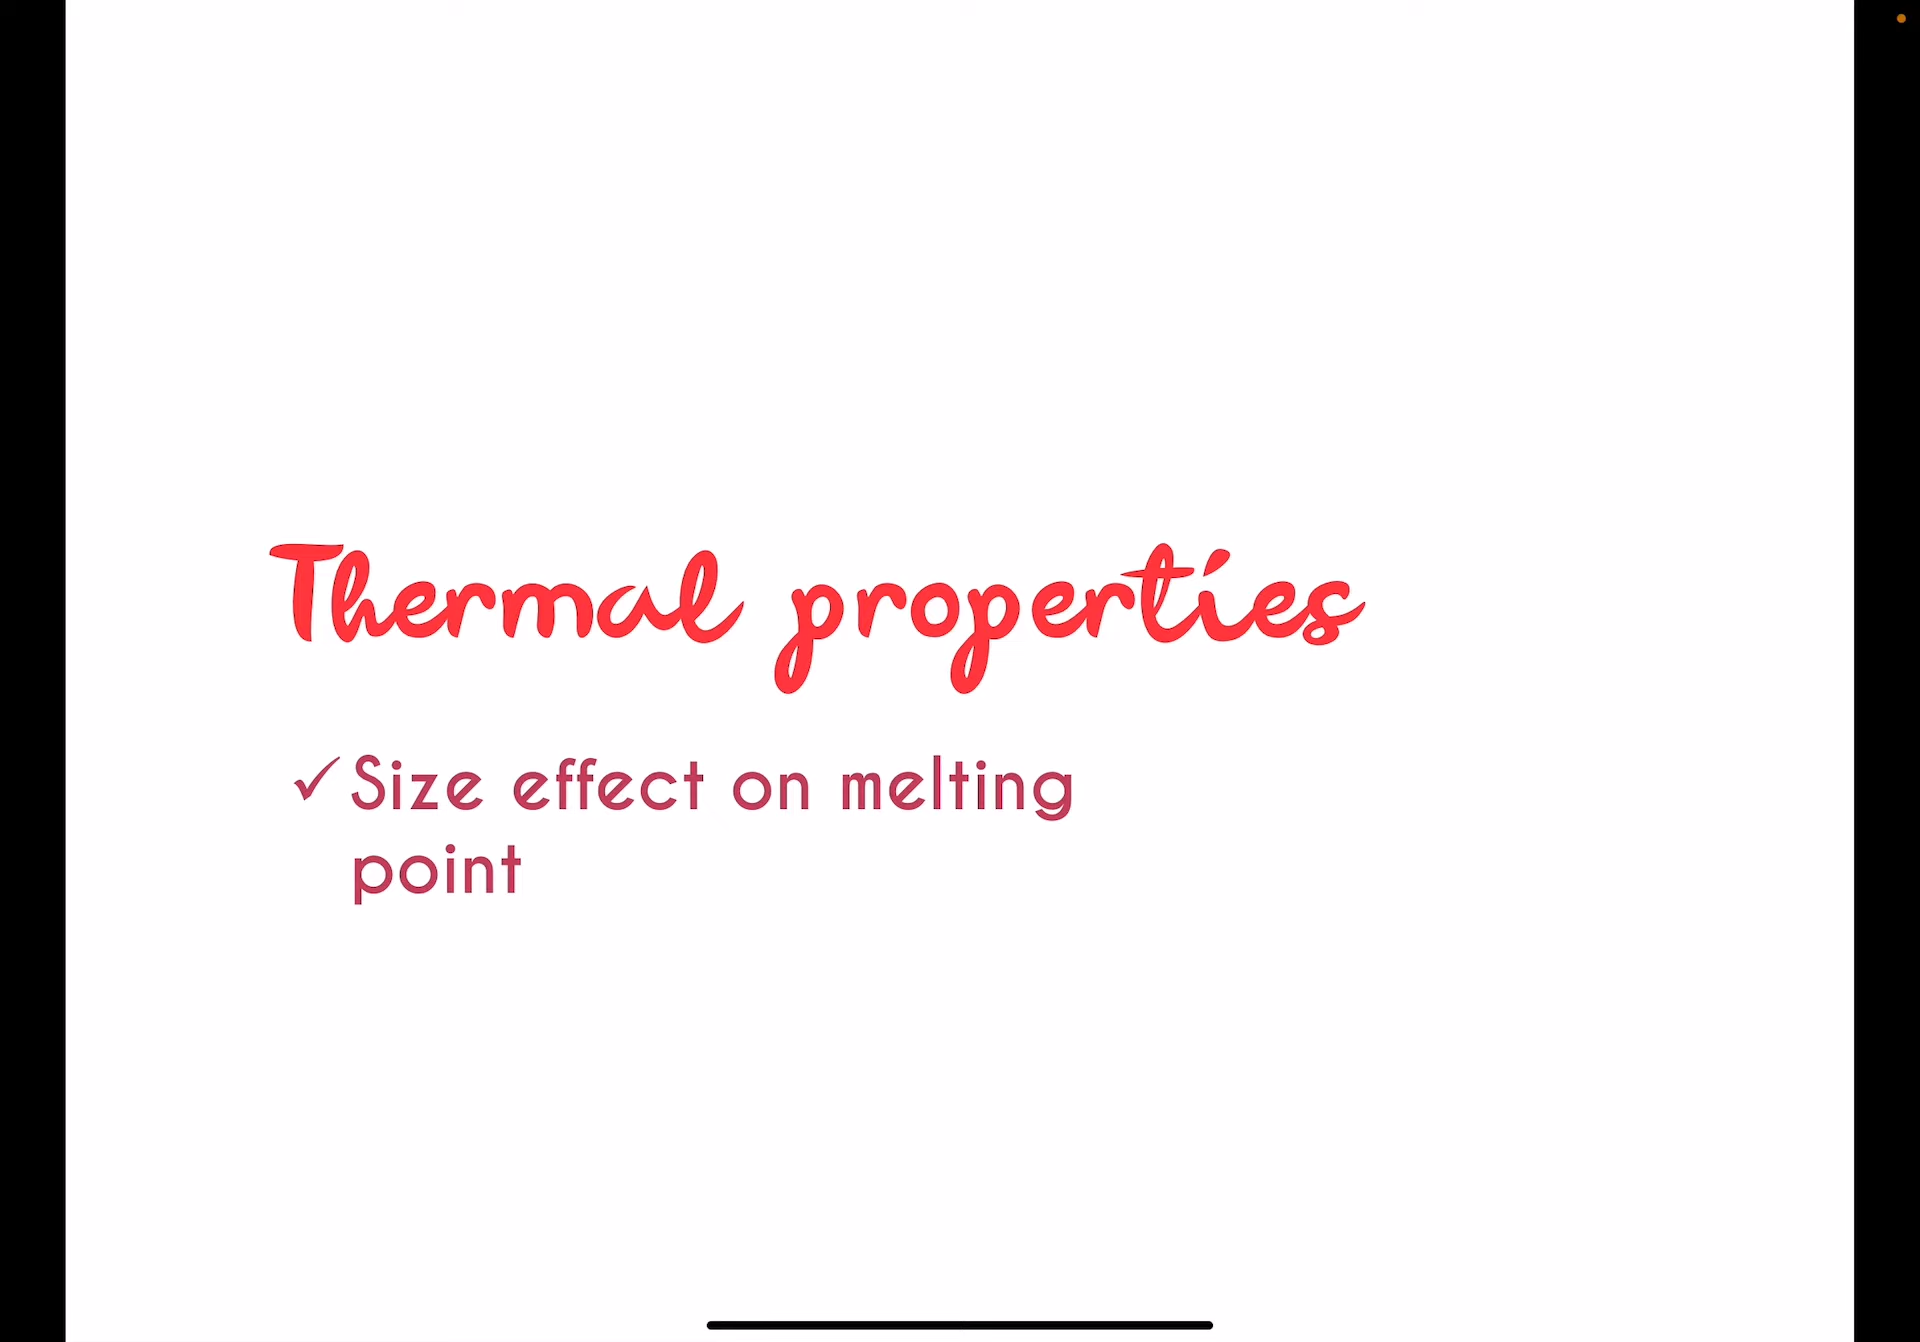 Thermal properties
✓ Size effect on melting
point